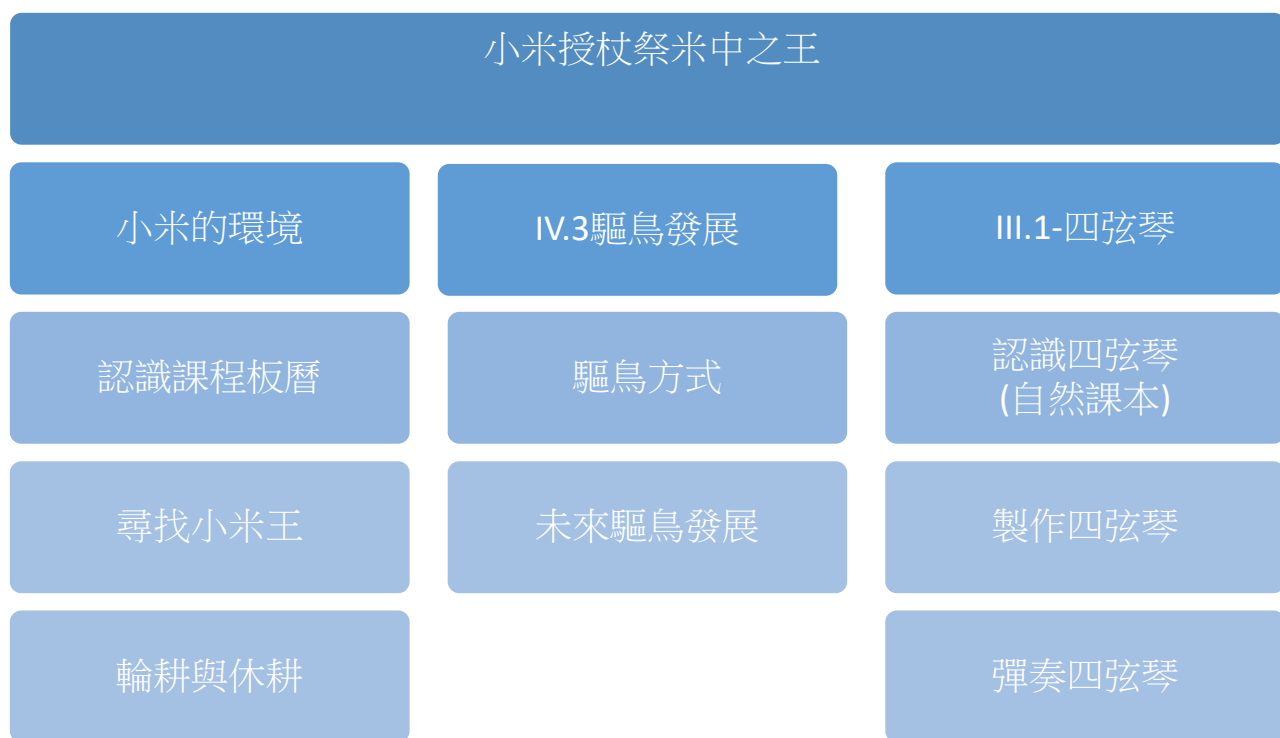 小米授杖祭米中之王
小米的環境
IV.3驅鳥發展
III.1-四弦琴
認識課程板曆
驅鳥方式
認識四弦琴
(自然課本)
尋找小米王
未來驅鳥發展
製作四弦琴
輪耕與休耕
彈奏四弦琴